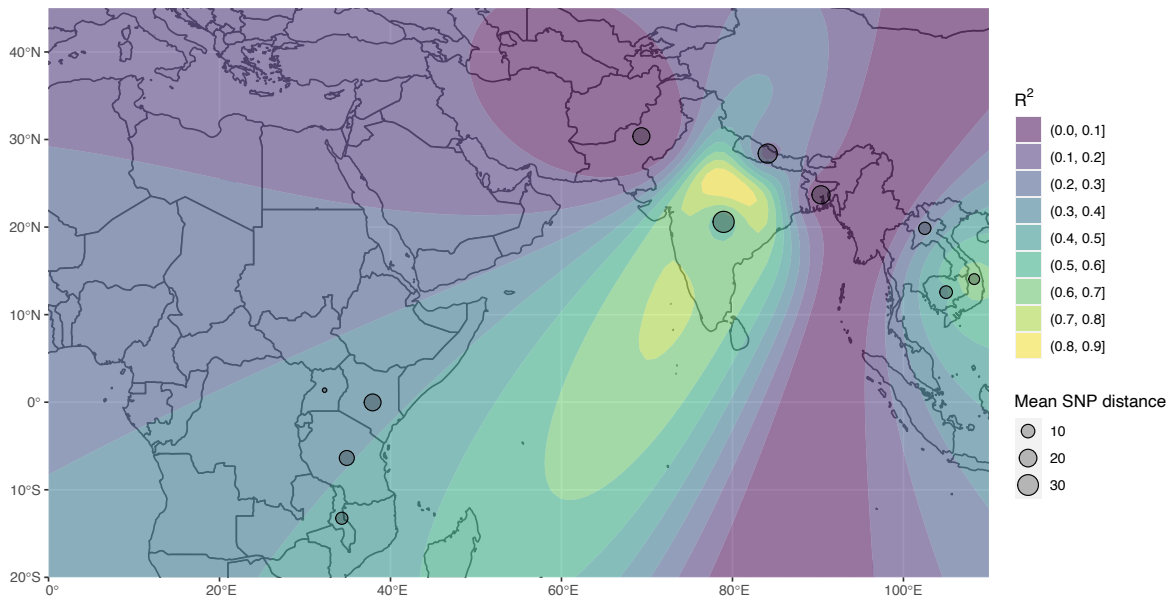 40°N
30°N
20°N
10°N
0°
10°S
20°S
0°
20°E
40°E
60°E
80°E
100°E
R²
(0.0, 0.1]
(0.1, 0.2]
(0.2, 0.3]
(0.3, 0.4]
(0.4, 0.5]
(0.5, 0.6]
(0.6, 0.7]
(0.7, 0.8]
(0.8, 0.9]
Mean SNP distance
10
20
30